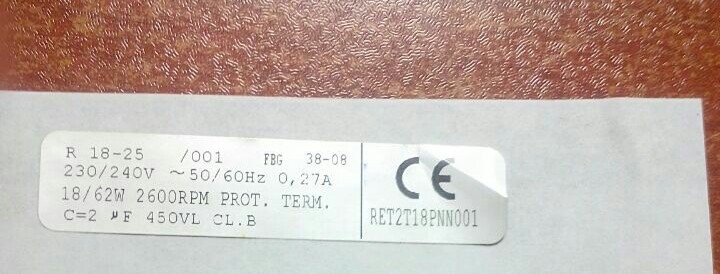 R 18-25 /001 FBG 38-08
230/240V ~50/60Hz 0,27A
18/62W 2600RPM PROT. TERM.
C=2 µF 450VL CL.B
CE
RET2T18PNN001